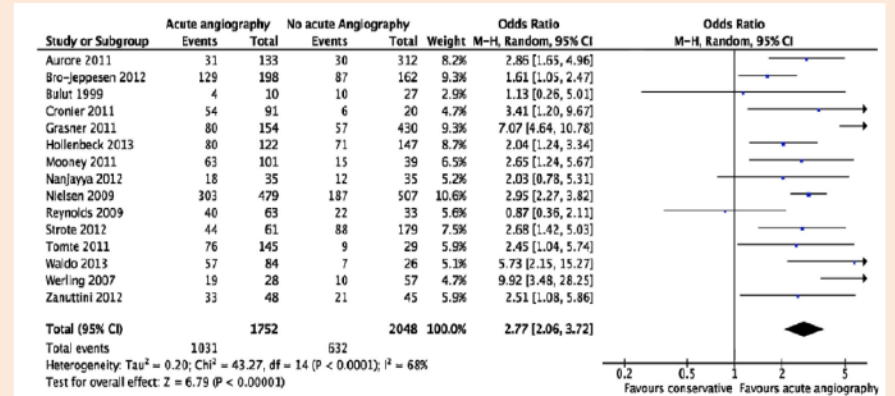 Acute angiography No acute Angiography Odds Ratio Odds Ratio
Study or Subgroup Events Total Events Total Weight M-H, Random, 95% CI M-H, Random, 95% CI
Aurore 2011 31 133 30 312 8.2% 2.86 [1.65, 4.96]
Bro-Jeppesen 2012 129 198 87 162 9.3% 1.61 [1.05, 2.47]
Bulut 1999 4 10 10 27 2.9% 1.13 [0.26, 5.01]
Cronier 2011 54 91 6 20 4.7% 3.41 [1.20, 9.67]
Grasner 2011 80 154 57 430 9.3% 7.07 [4.64, 10.78]
Hollenbeck 2013 80 122 71 147 8.7% 2.04 [1.24, 3.34]
Mooney 2011 63 101 15 39 6.5% 2.65 [1.24, 5.67]
NanJayya 2012 18 35 12 35 5.2% 2.03 [0.78, 5.31]
Nielsen 2009 303 479 187 507 10.6% 2.95 [2.27, 3.82]
Reynolds 2009 40 63 22 33 5.6% 0.87 [0.36, 2.11]
Strote 2012 44 61 88 179 7.5% 2.68 [1.42, 5.03]
Tomte 2011 76 145 9 29 5.9% 2.45 [1.04, 5.74]
Waldo 2013 57 84 7 26 5.1% 5.73 [2.15, 15.27]
Werling 2007 19 28 10 57 4.7% 9.92 [3.48, 28.25]
Zanuttini 2012 33 48 21 45 5.9% 2.51 [1.08, 5.86]
Total (95% CI) 1752 2048 100.0% 2.77 [2.06, 3.72]
Total events 1031 632
Heterogeneity: Tau² = 0.20; Chi² = 43.27, df = 14 (P < 0.0001); I² = 68%
Test for overall effect: Z = 6.79 (P < 0.00001)
0.2 0.5 1 2 5
Favours conservative Favours acute angiography